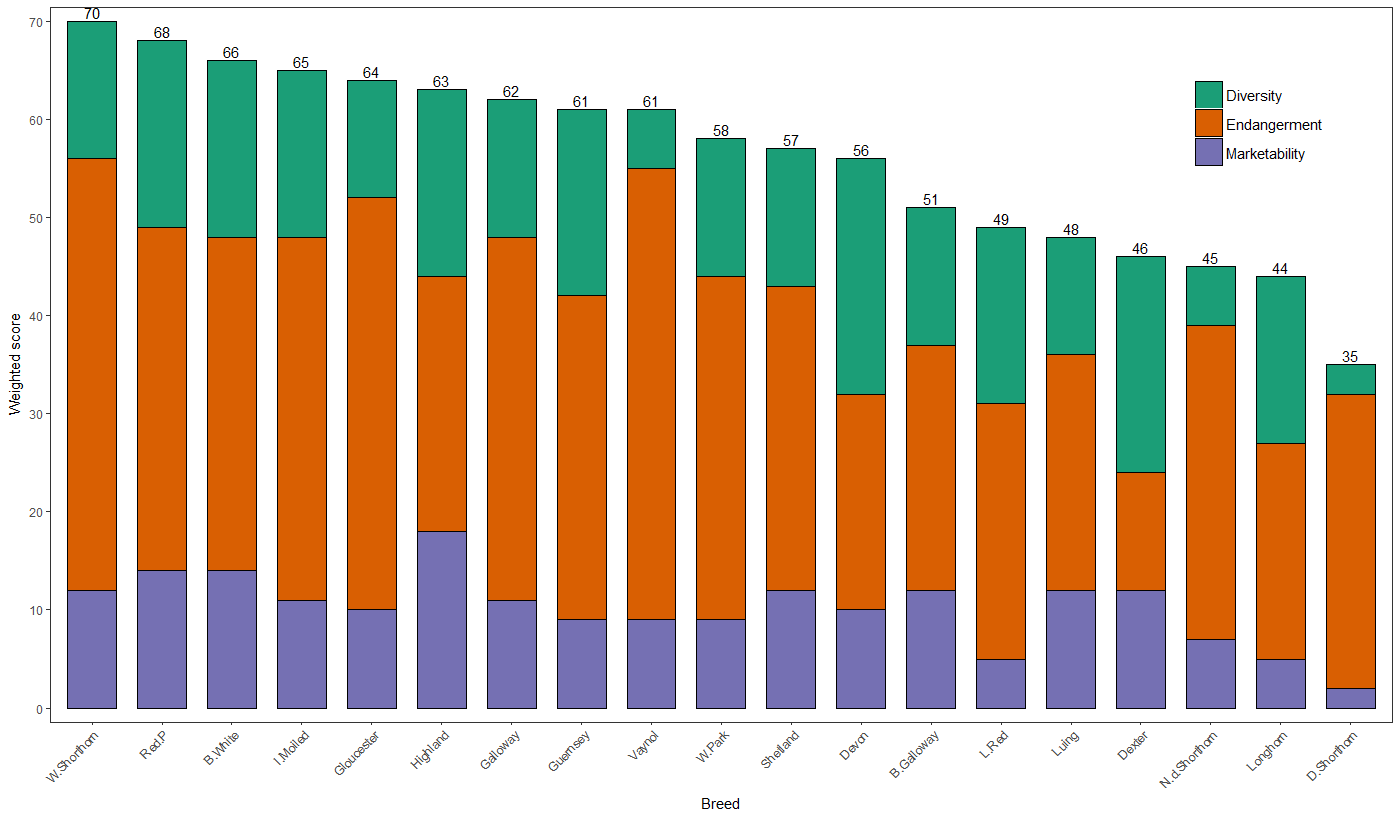 70
68
66
65
64
63
62
61
61
58
57
56
51
49
48
46
45
44
35
Diversity
Endangerment
Marketability
Weighted score
70
60
50
40
30
20
10
0
W.Shorthorn
Red.P
B.White
I.Moiled
Gloucester
Highland
Galloway
Guernsey
Vaynol
W.Park
Shetland
Devon
B.Galloway
L.Red
Luing
Dexter
N.d.Shorthorn
Longhorn
D.Shorthorn
Breed